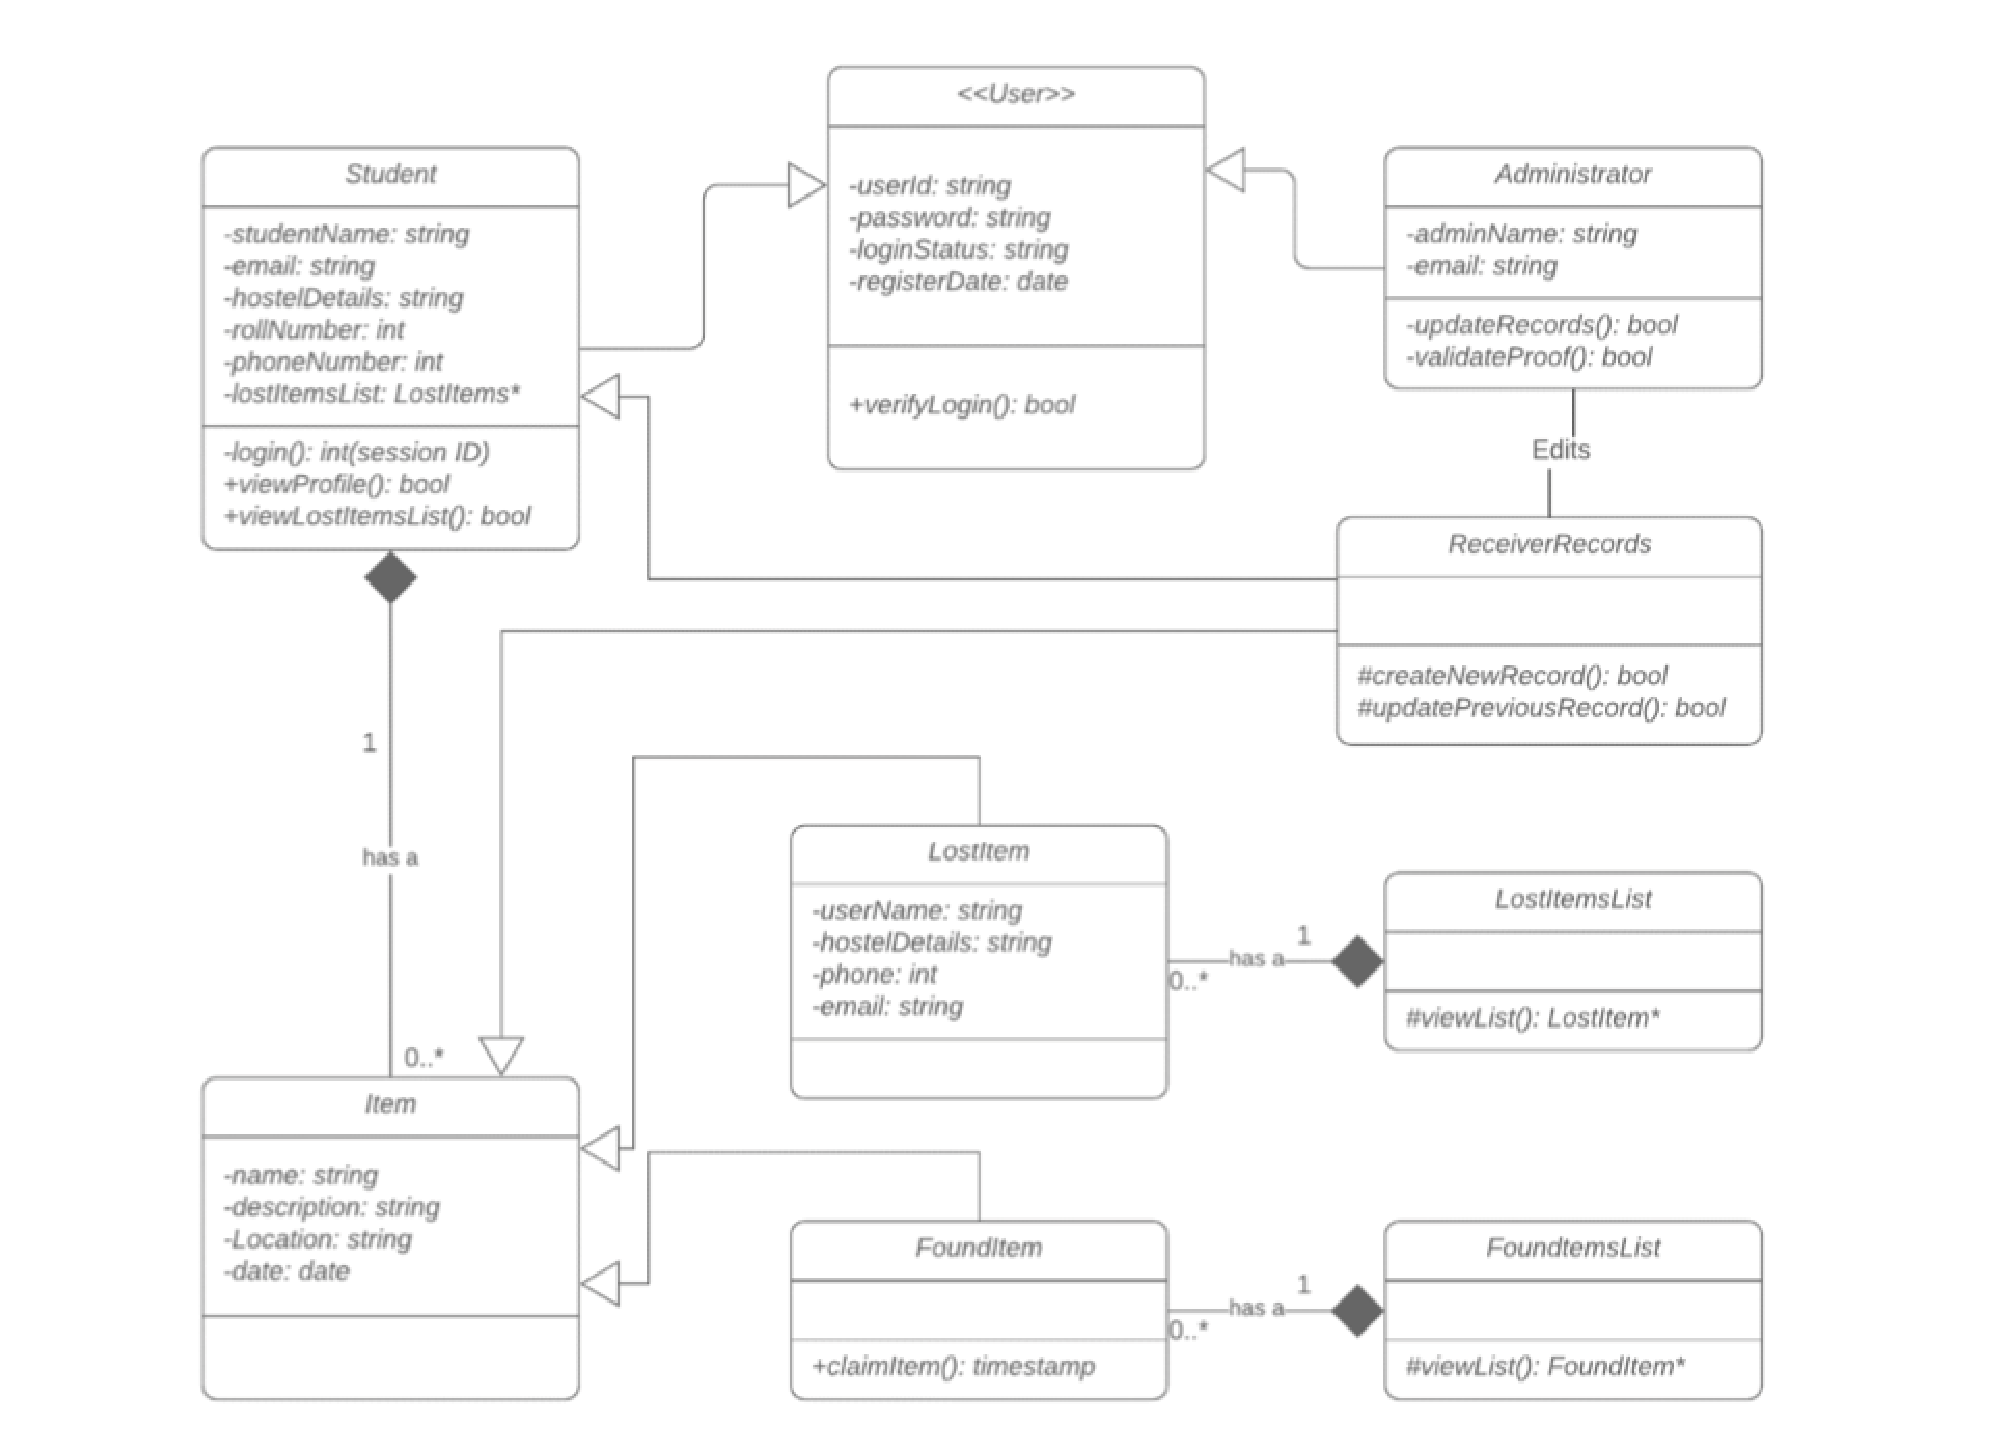 <<User>>
-userId: string
-password: string
-loginStatus: string
-registerDate: date
+verifyLogin(): bool
Student
-studentName: string
-email: string
-hostelDetails: string
-rollNumber: int
-phoneNumber: int
-lostItemsList: LostItems*
-login(): int(session ID)
+viewProfile(): bool
+viewLostItemsList(): bool
Administrator
-adminName: string
-email: string
-updateRecords(): bool
-validateProof(): bool
Edits
ReceiverRecords
#createNewRecord(): bool
#updatePreviousRecord(): bool
1
has a
0..*
LostItem
-userName: string
-hostelDetails: string
-phone: int
-email: string
1
has a
0..*
LostItemsList
#viewList(): LostItem*
Item
-name: string
-description: string
-Location: string
-date: date
FoundItem
+claimItem(): timestamp
1
has a
0..*
FoundtemsList
#viewList(): FoundItem*